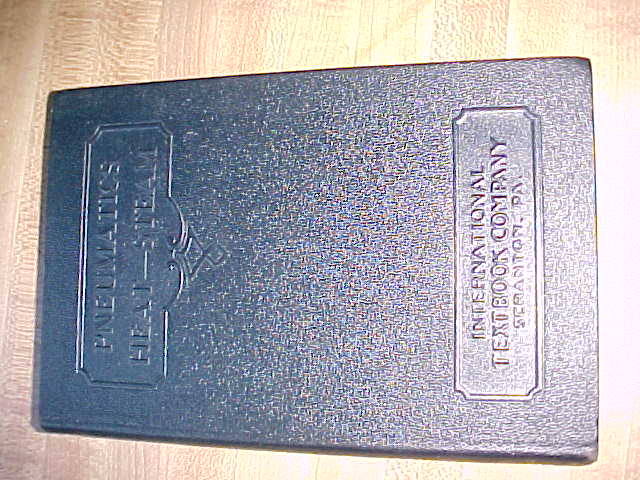 PNEUMATICS
HEAT—STEAM
INTERNATIONAL
TEXTBOOK COMPANY
SCRANTON, PA.